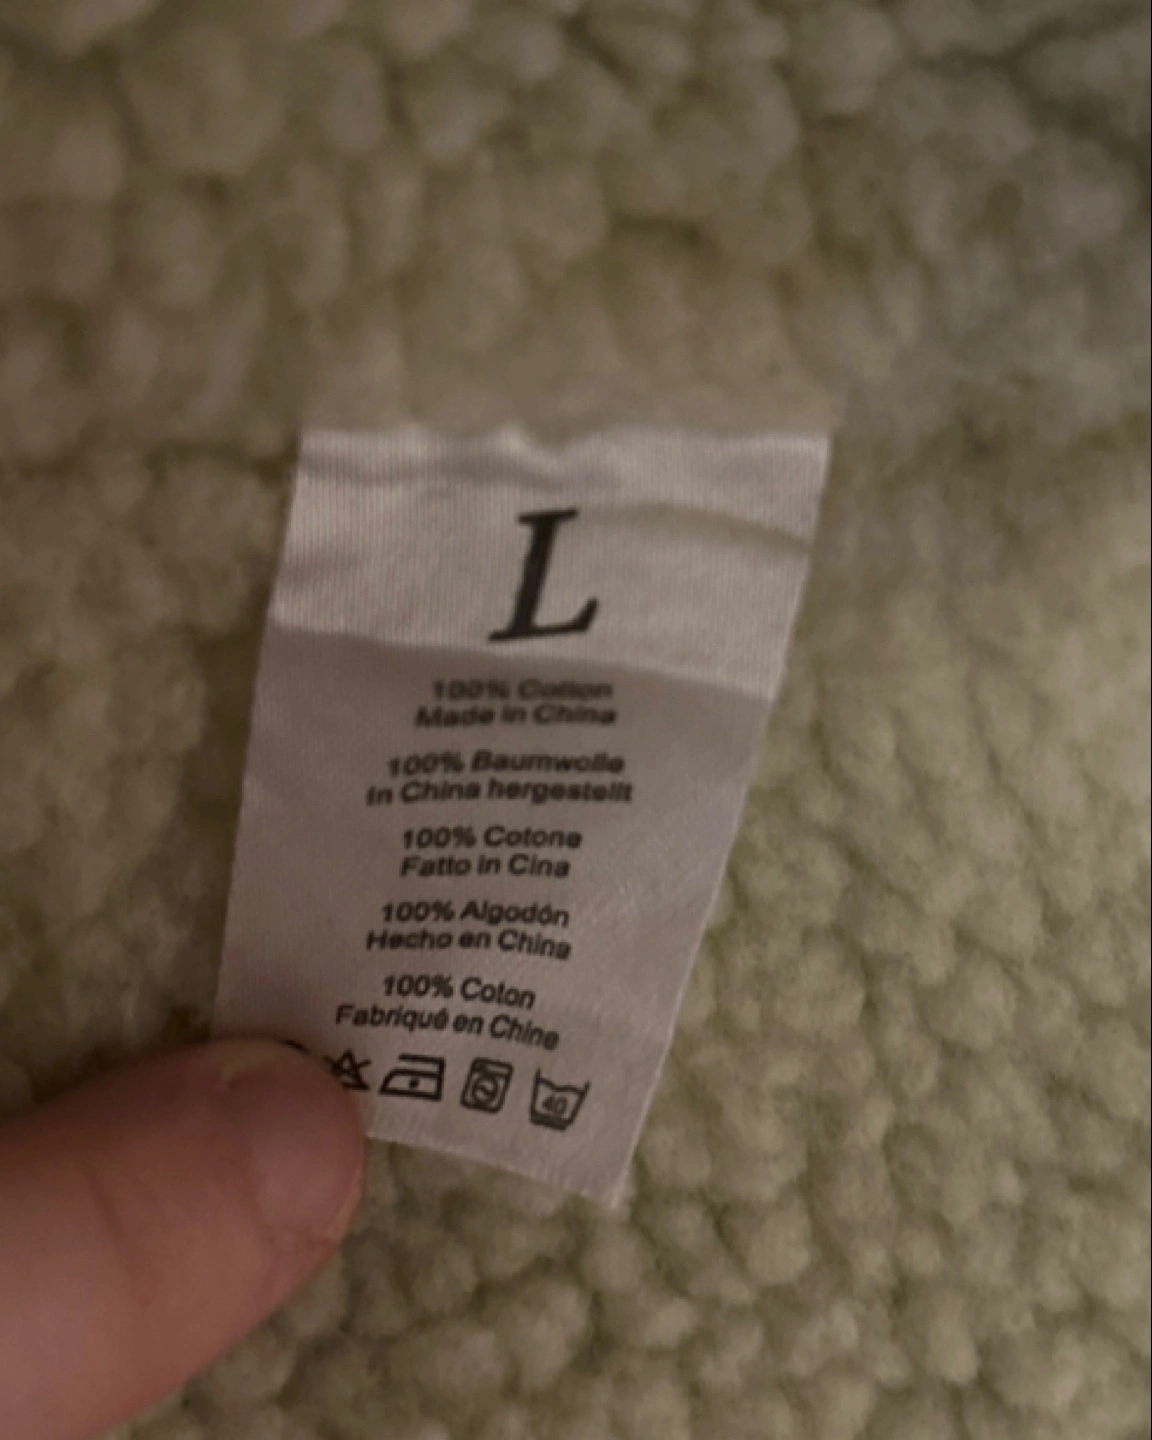 L
100% Cotton
Made in China
100% Baumwolle
In China hergestellt
100% Cotone
Fatto in Cina
100% Algodón
Hecho en China
100% Coton
Fabriqué en Chine
40